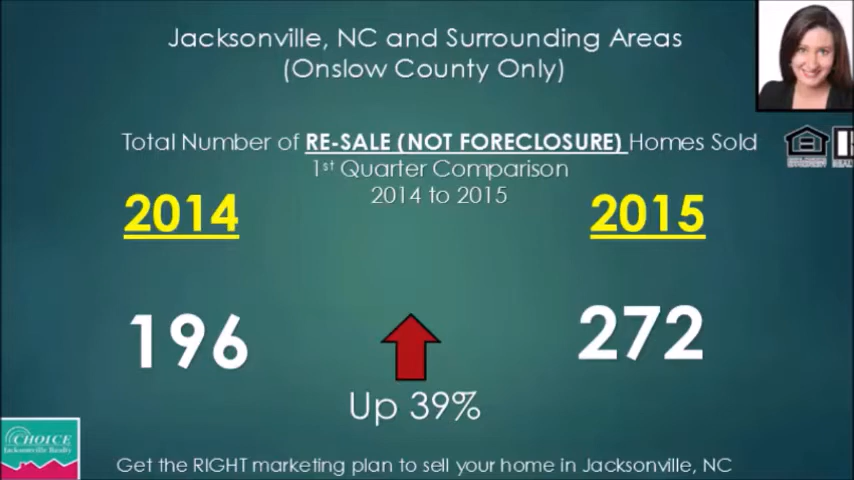 Jacksonville, NC and Surrounding Areas
(Onslow County Only)
Total Number of RE-SALE (NOT FORECLOSURE) Homes Sold
1st Quarter Comparison
2014 to 2015
2014
2015
196
272
Up 39%
CHOICE
Jacksonville Realty
Get the RIGHT marketing plan to sell your home in Jacksonville, NC